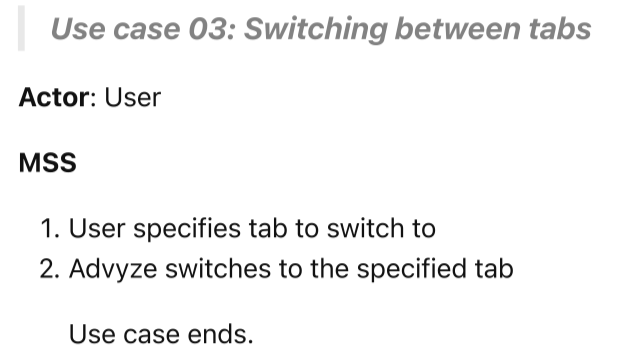 Use case 03: Switching between tabs
Actor: User
MSS
1. User specifies tab to switch to
2. Advyze switches to the specified tab
Use case ends.